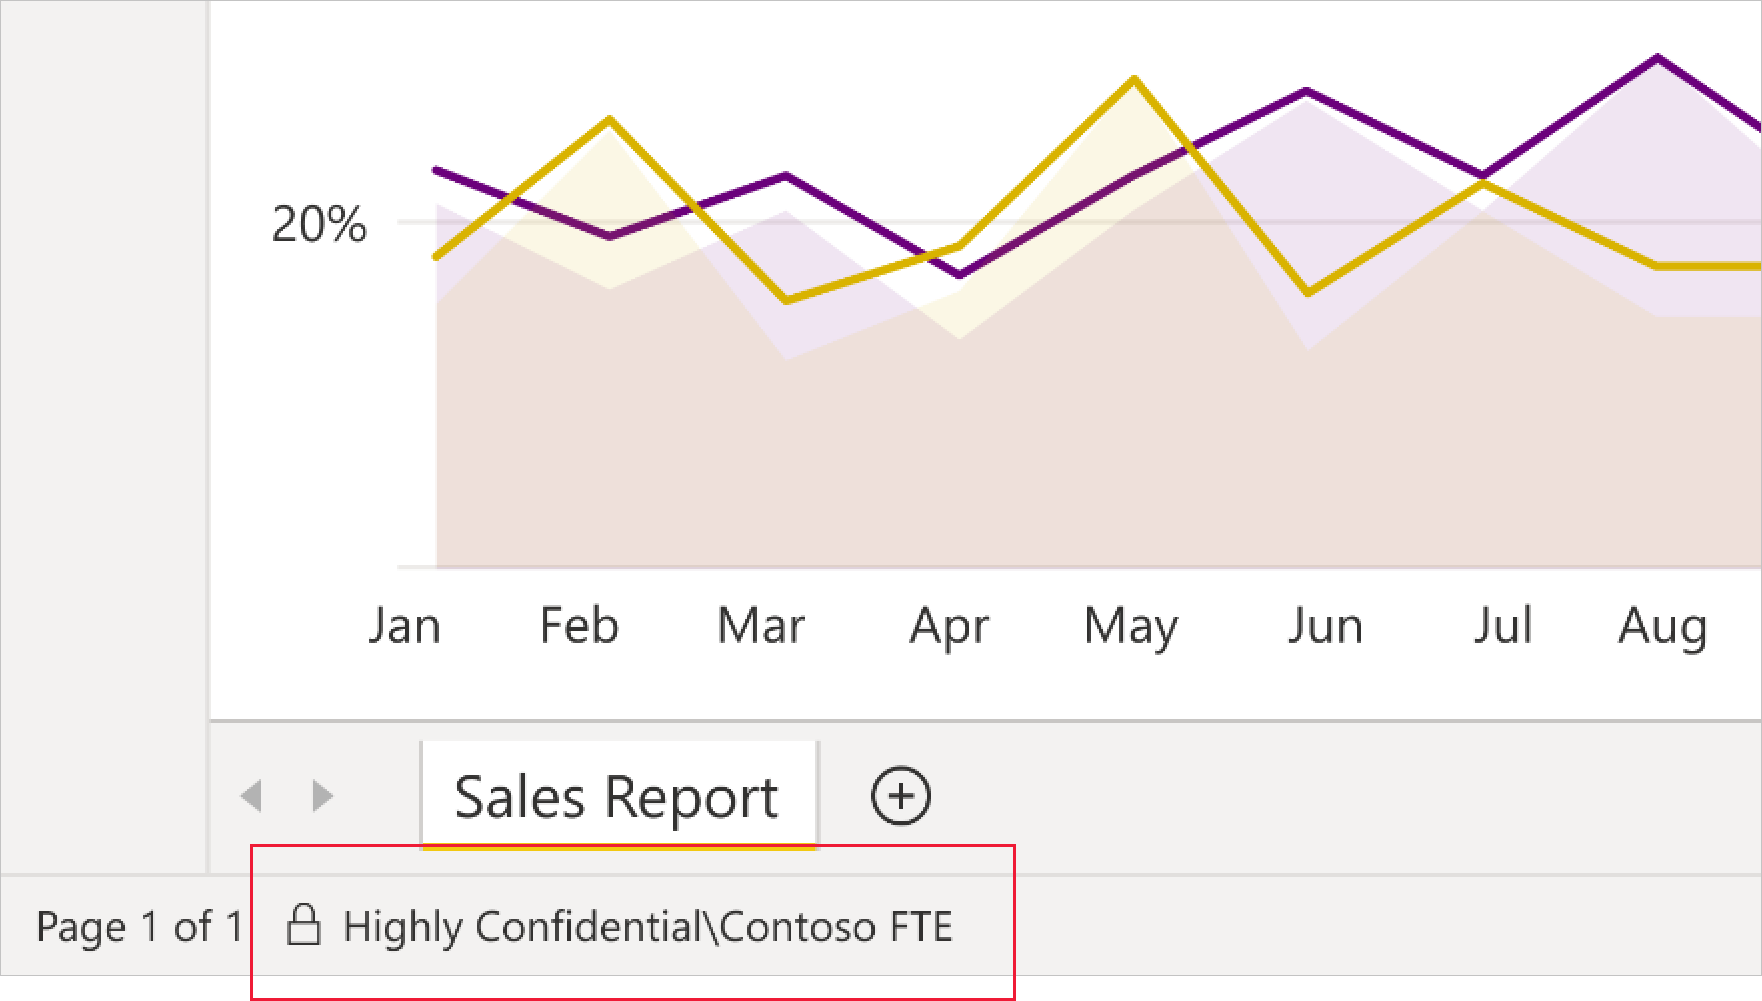 20%
Jan Feb Mar Apr May Jun Jul Aug
Sales Report
Page 1 of 1 Highly Confidential\Contoso FTE